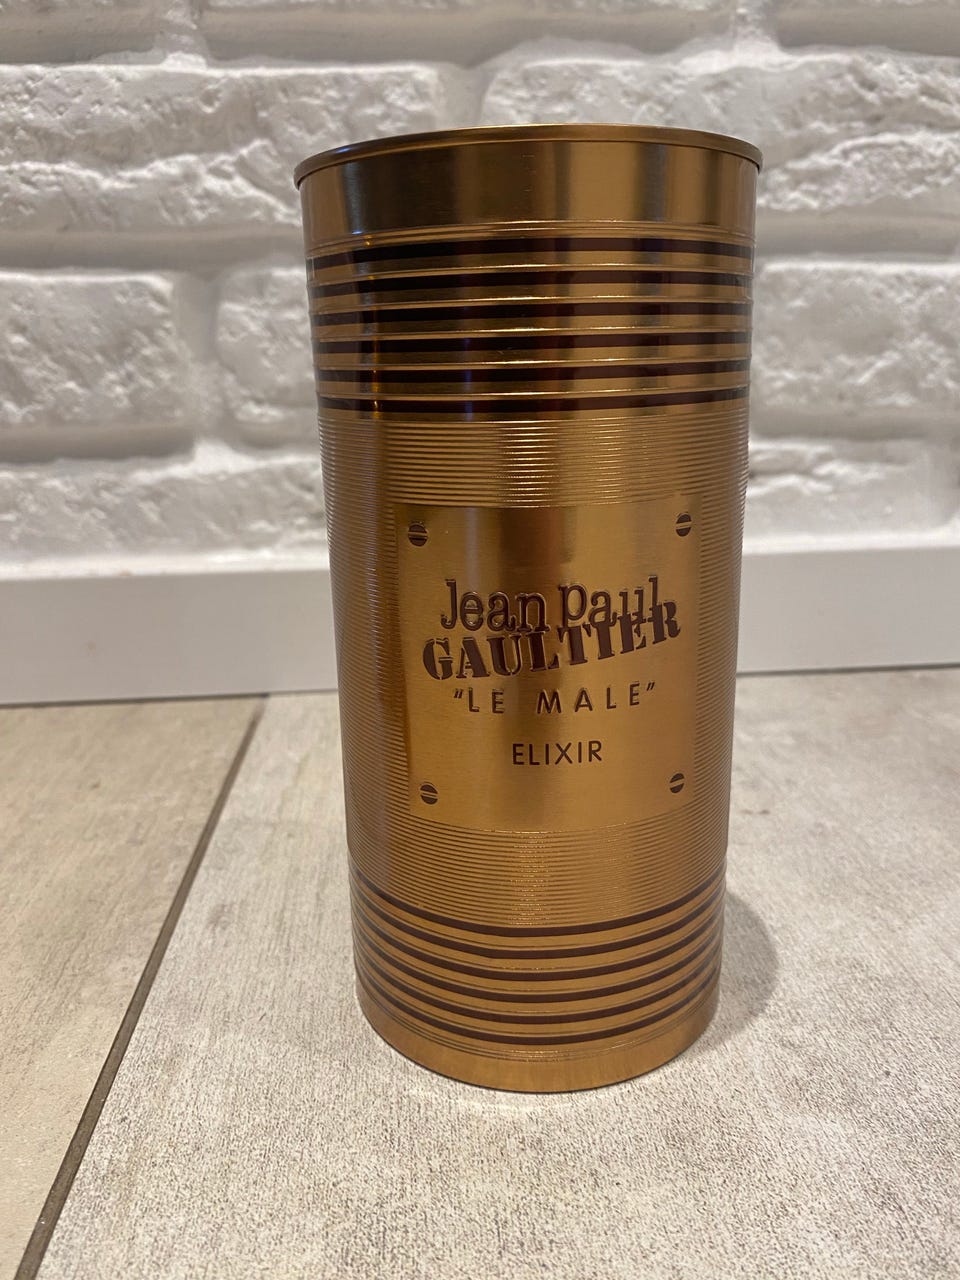 Jean Paul
GAULTIER
"LE MALE"
ELIXIR